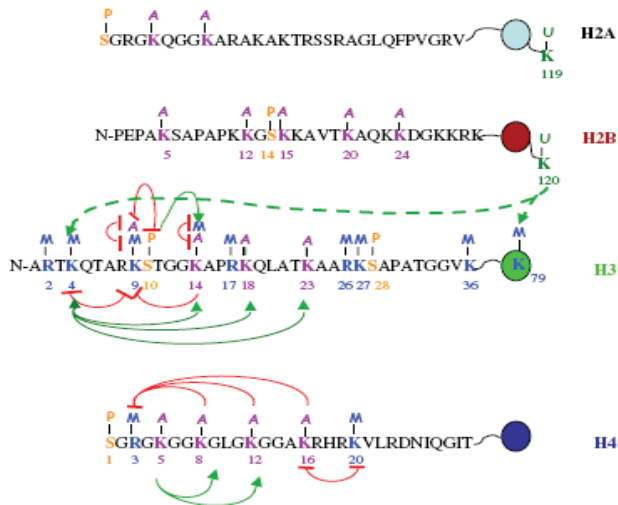 P A A
SGRGKQGGKARAKAKTRSSRAGLQFPVGRV U H2A
K
119
A A P A A A
N-PEPAKSAPAPKKGSKKAVTKAQKKDGKKRK U H2B
5 12 14 15 20 24 K
120
A M
M M M P A M A A M M P M M
N-ARTKQTARKSTGGKAPRKQLATKAARKSAPATGGVK K H3
2 4 9 10 14 17 18 23 26 27 28 36 79
P M A A A A M
SGRGKGGKGLGKGGAKRHRKVLRDNIQGIT H4
1 3 5 8 12 16 20